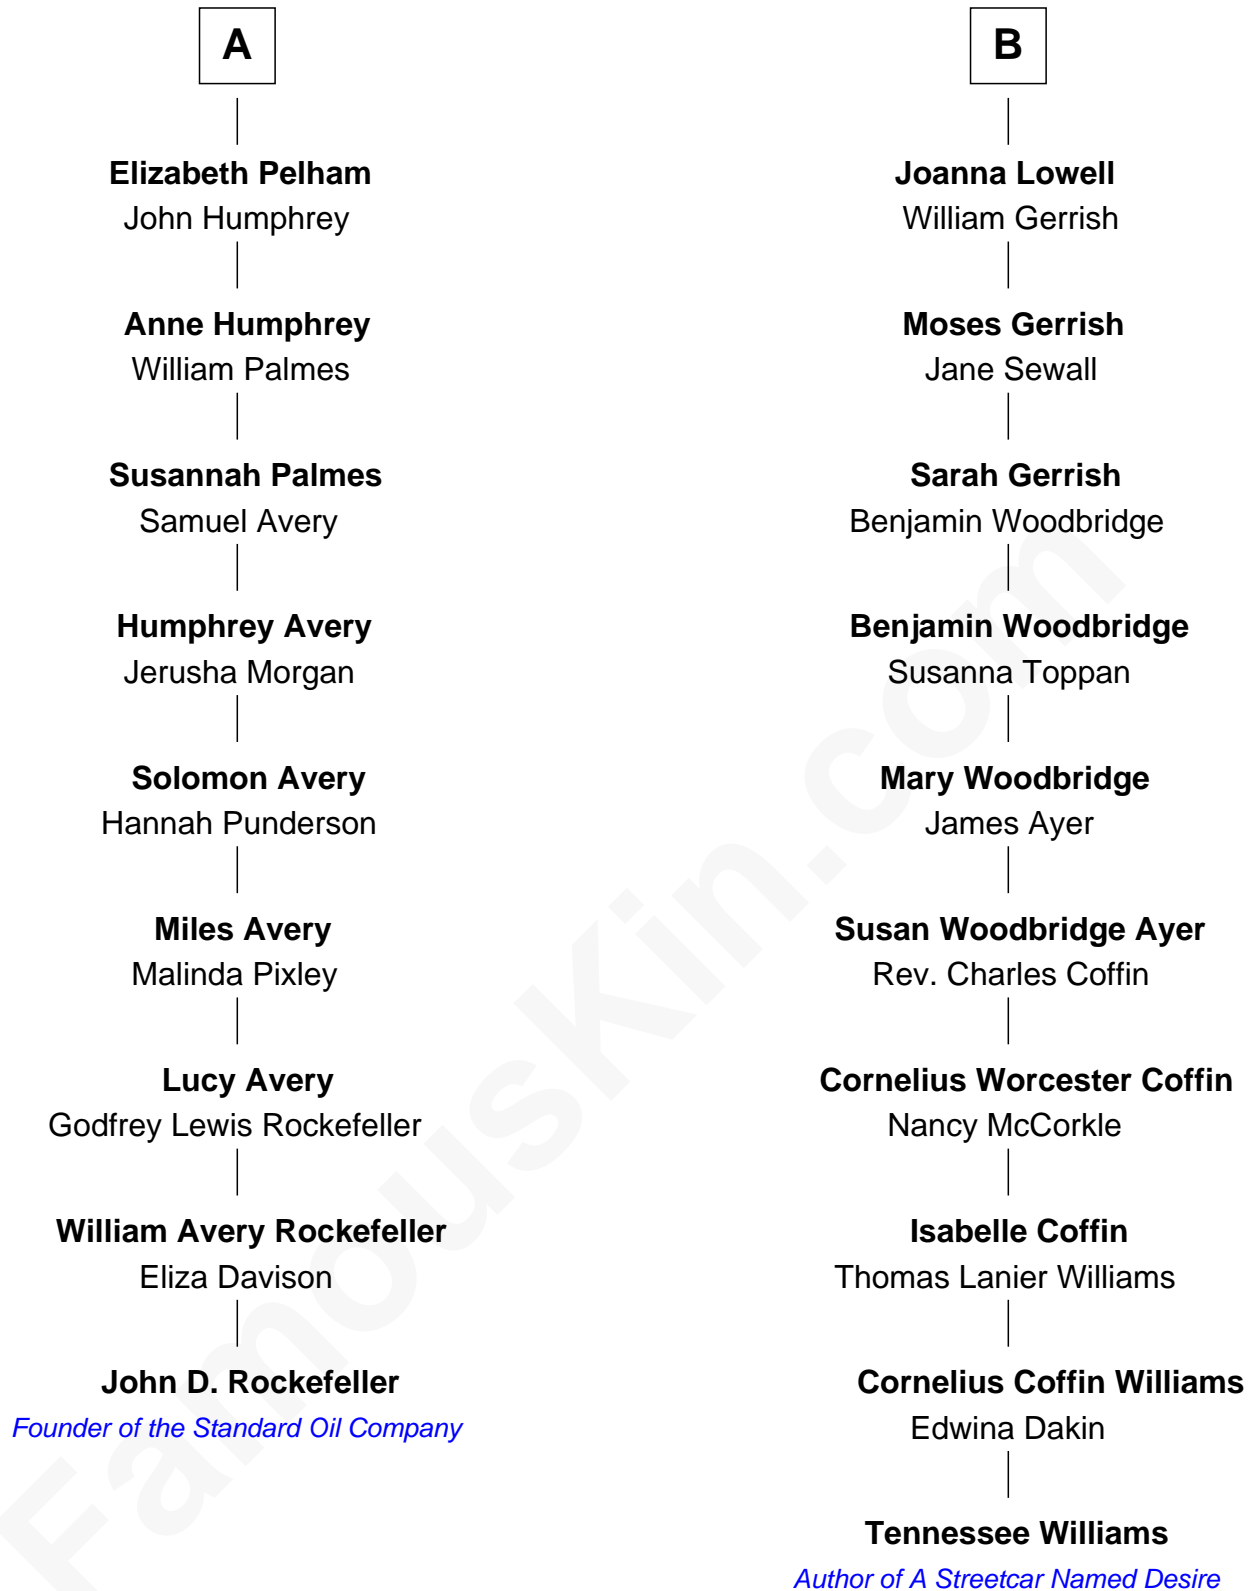 A
Elizabeth Pelham
John Humphrey
Anne Humphrey
William Palmes
Susannah Palmes
Samuel Avery
Humphrey Avery
Jerusha Morgan
Solomon Avery
Hannah Punderson
Miles Avery
Malinda Pixley
Lucy Avery
Godfrey Lewis Rockefeller
William Avery Rockefeller
Eliza Davison
John D. Rockefeller
Founder of the Standard Oil Company
B
Joanna Lowell
William Gerrish
Moses Gerrish
Jane Sewall
Sarah Gerrish
Benjamin Woodbridge
Benjamin Woodbridge
Susanna Toppan
Mary Woodbridge
James Ayer
Susan Woodbridge Ayer
Rev. Charles Coffin
Cornelius Worcester Coffin
Nancy McCorkle
Isabelle Coffin
Thomas Lanier Williams
Cornelius Coffin Williams
Edwina Dakin
Tennessee Williams
Author of A Streetcar Named Desire
FamousKin.com